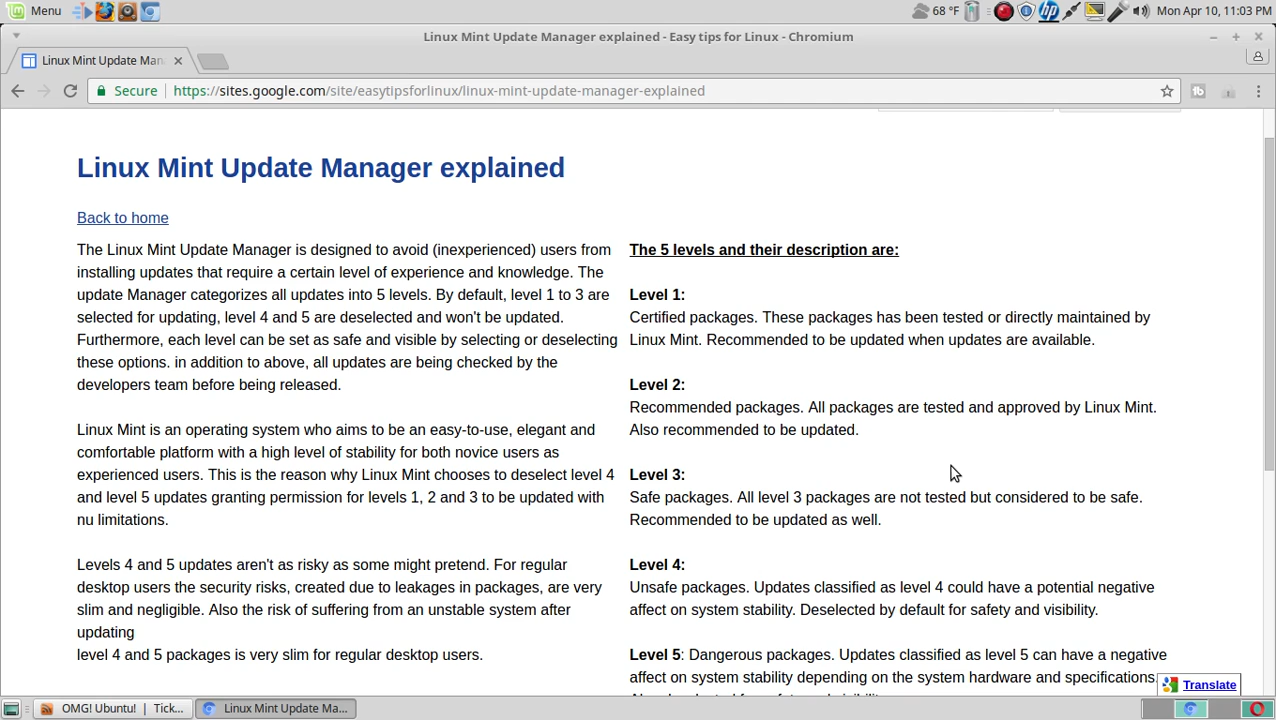 Menu
68 °F
Mon Apr 10, 11:03 PM
Linux Mint Update Manager explained - Easy tips for Linux - Chromium
Linux Mint Update Man
Secure
https://sites.google.com/site/easytipsforlinux/linux-mint-update-manager-explained
Linux Mint Update Manager explained
Back to home
The Linux Mint Update Manager is designed to avoid (inexperienced) users from
installing updates that require a certain level of experience and knowledge. The
update Manager categorizes all updates into 5 levels. By default, level 1 to 3 are
selected for updating, level 4 and 5 are deselected and won't be updated.
Furthermore, each level can be set as safe and visible by selecting or deselecting
these options. in addition to above, all updates are being checked by the
developers team before being released.
Linux Mint is an operating system who aims to be an easy-to-use, elegant and
comfortable platform with a high level of stability for both novice users as
experienced users. This is the reason why Linux Mint chooses to deselect level 4
and level 5 updates granting permission for levels 1, 2 and 3 to be updated with
nu limitations.
Levels 4 and 5 updates aren't as risky as some might pretend. For regular
desktop users the security risks, created due to leakages in packages, are very
slim and negligible. Also the risk of suffering from an unstable system after
updating
level 4 and 5 packages is very slim for regular desktop users.
The 5 levels and their description are:
Level 1:
Certified packages. These packages has been tested or directly maintained by
Linux Mint. Recommended to be updated when updates are available.
Level 2:
Recommended packages. All packages are tested and approved by Linux Mint.
Also recommended to be updated.
Level 3:
Safe packages. All level 3 packages are not tested but considered to be safe.
Recommended to be updated as well.
Level 4:
Unsafe packages. Updates classified as level 4 could have a potential negative
affect on system stability. Deselected by default for safety and visibility.
Level 5: Dangerous packages. Updates classified as level 5 can have a negative
affect on system stability depending on the system hardware and specifications.
Translate
OMG! Ubuntu! | Tick...
Linux Mint Update Ma...